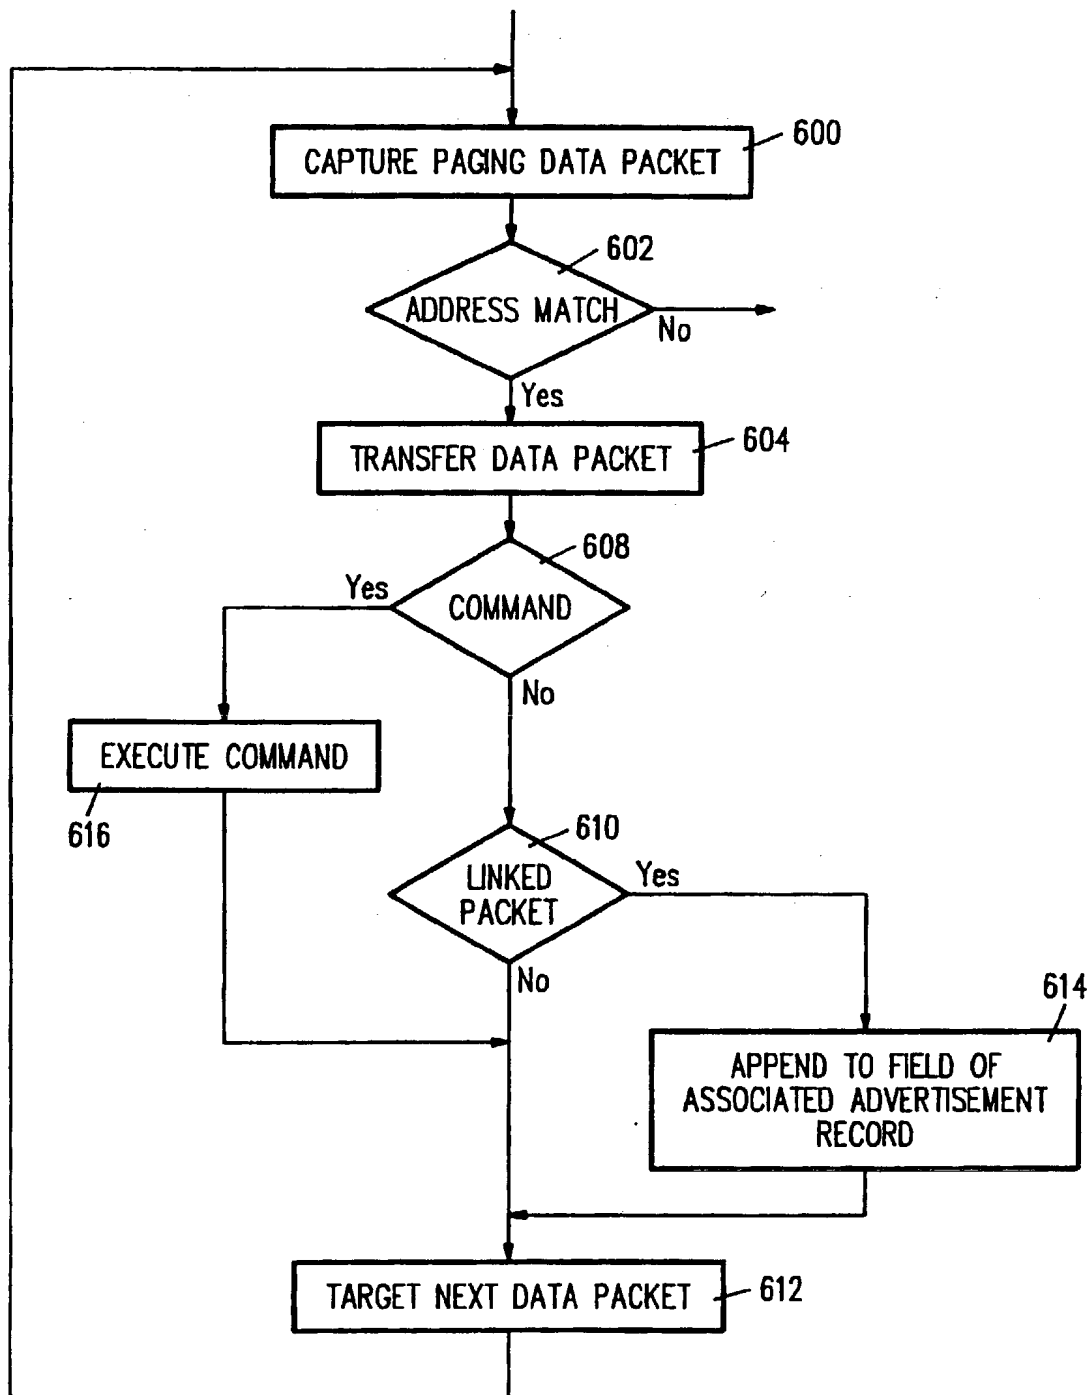 CAPTURE PAGING DATA PACKET
600
602
ADDRESS MATCH
No
Yes
TRANSFER DATA PACKET
604
608
Yes
COMMAND
No
EXECUTE COMMAND
616
610
LINKED
PACKET
Yes
No
614
APPEND TO FIELD OF
ASSOCIATED ADVERTISEMENT
RECORD
TARGET NEXT DATA PACKET
612